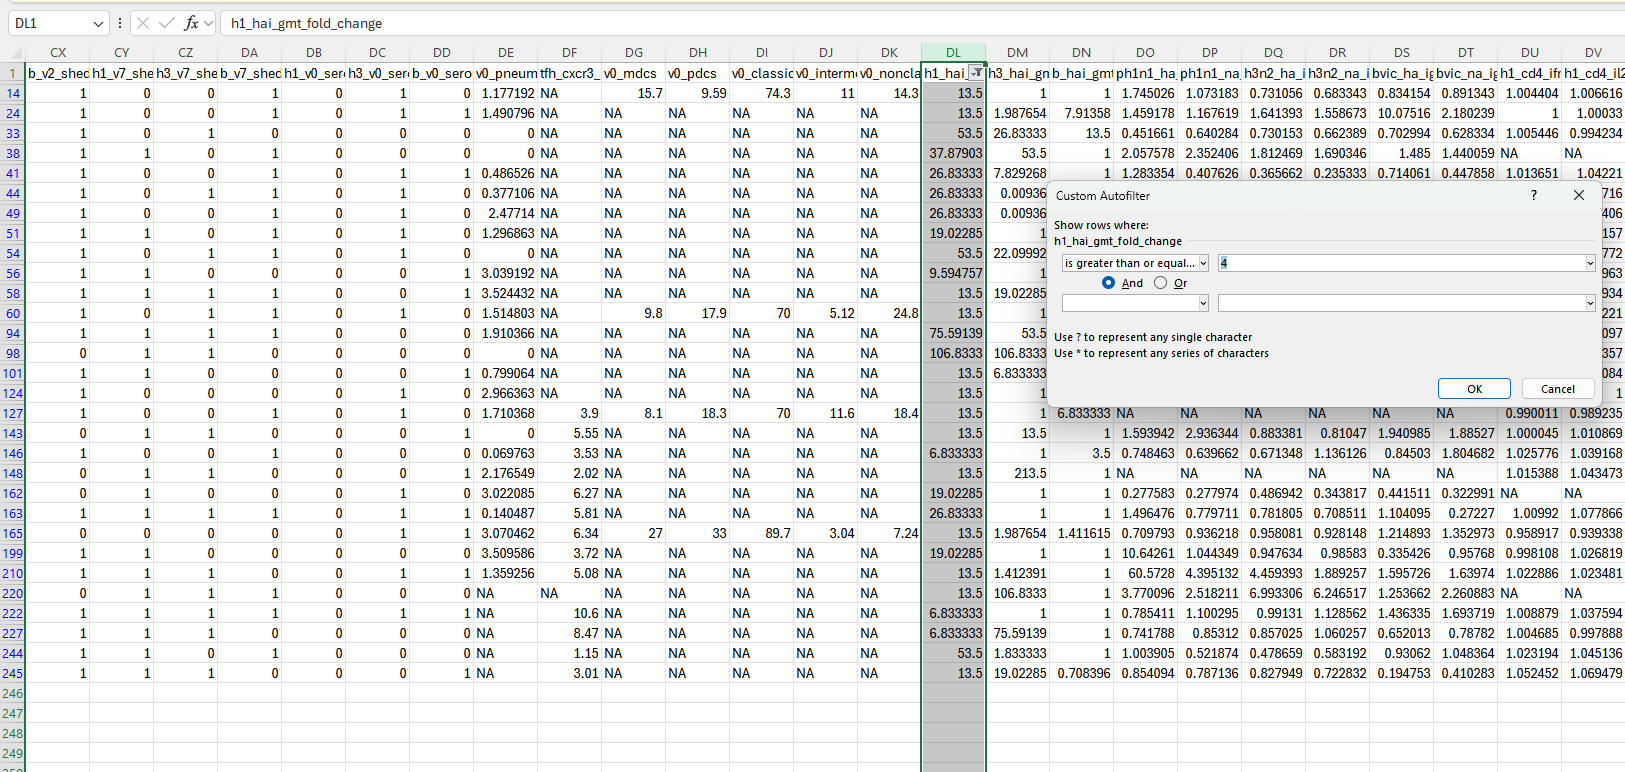 DL1 fx h1_hai_gmt_fold_change
CX CY CZ DA DB DC DD DE DF DG DH DI DJ DK DL DM DN DO DP DQ DR DS DT DU DV
1 b_v2_shed h1_v7_she h3_v7_she b_v7_shed h1_v0_serc h3_v0_serc b_v0_seror v0_pneum tfh_cxcr3_ v0_mdcs v0_pdcs v0_classic v0_interme v0_noncla h1_hai_ h3_hai_gn b_hai_gmt ph1n1_ha_ ph1n1_na_ h3n2_ha_i h3n2_na_i bvic_ha_ig bvic_na_ig h1_cd4_ifr h1_cd4_il2
14 1 0 0 1 0 1 0 1.177192 NA 15.7 9.59 74.3 11 14.3 13.5 1 1 1.745026 1.073183 0.731056 0.683343 0.834154 0.891343 1.004404 1.006616
24 1 0 0 1 0 1 1 1.490796 NA NA NA NA NA NA 13.5 1.987654 7.91358 1.459178 1.167619 1.641393 1.558673 10.07516 2.180239 1 1.00033
33 1 0 1 0 0 0 0 0 NA NA NA NA NA NA 53.5 26.83333 13.5 0.451661 0.640284 0.730153 0.662389 0.702994 0.628334 1.005446 0.994234
38 1 1 0 1 0 0 0 0 NA NA NA NA NA NA 37.87903 53.5 1 2.057578 2.352406 1.812469 1.690346 1.485 1.440059 NA NA
41 1 0 0 1 0 1 1 0.486526 NA NA NA NA NA NA 26.83333 7.829268 1 1.283354 0.407626 0.365662 0.235333 0.714061 0.447858 1.013651 1.04221
44 1 0 1 1 0 1 0 0.377106 NA NA NA NA NA NA 26.83333 0.00936 716
49 1 0 0 1 0 1 0 2.47714 NA NA NA NA NA NA 26.83333 0.00936 406
51 1 0 1 1 0 1 0 1.296863 NA NA NA NA NA NA 19.02285 1 157
54 1 0 1 1 0 0 0 0 NA NA NA NA NA NA 53.5 22.09992 772
56 1 1 0 0 0 0 1 3.039192 NA NA NA NA NA NA 9.594757 1 963
58 1 1 1 1 0 0 1 3.524432 NA NA NA NA NA NA 13.5 19.02285 934
60 1 1 0 0 0 1 0 1.514803 NA 9.8 17.9 70 5.12 24.8 13.5 1 221
94 1 1 1 0 0 1 0 1.910366 NA NA NA NA NA NA 75.59139 53.5 097
98 0 1 1 0 0 0 0 0 NA NA NA NA NA NA 106.8333 106.8333 357
101 1 1 0 0 0 0 1 0.799064 NA NA NA NA NA NA 13.5 6.833333 084
124 1 0 0 0 0 1 0 2.966363 NA NA NA NA NA NA 13.5 1 1
127 1 0 0 1 0 1 0 1.710368 3.9 8.1 18.3 70 11.6 18.4 13.5 1 6.833333 NA NA NA NA NA NA 0.990011 0.989235
143 0 1 1 0 0 0 1 0 5.55 NA NA NA NA NA 13.5 13.5 1 1.593942 2.936344 0.883381 0.81047 1.940985 1.88527 1.000045 1.010869
146 1 0 0 1 0 0 0 0.069763 3.53 NA NA NA NA NA 6.833333 1 3.5 0.748463 0.639662 0.671348 1.136126 0.84503 1.804682 1.025776 1.039168
148 0 1 1 0 0 0 1 2.176549 2.02 NA NA NA NA NA 13.5 213.5 1 NA NA NA NA NA NA 1.015388 1.043473
162 0 1 0 0 0 1 0 3.022085 6.27 NA NA NA NA NA 19.02285 1 1 0.277583 0.277974 0.486942 0.343817 0.441511 0.322991 NA NA
163 1 1 0 0 0 1 0 0.140487 5.81 NA NA NA NA NA 26.83333 1 1 1.496476 0.779711 0.781805 0.708511 1.104095 0.27227 1.00992 1.077866
165 0 0 0 0 0 1 1 3.070462 6.34 27 33 89.7 3.04 7.24 13.5 1.987654 1.411615 0.709793 0.936218 0.958081 0.928148 1.214893 1.352973 0.958917 0.939338
199 1 1 0 0 0 0 0 3.509586 3.72 NA NA NA NA NA 19.02285 1 1 10.64261 1.044349 0.947634 0.98583 0.335426 0.95768 0.998108 1.026819
210 1 1 1 0 0 1 1 1.359256 5.08 NA NA NA NA NA 13.5 1.412391 1 60.5728 4.395132 4.459393 1.889257 1.595726 1.63974 1.022886 1.023481
220 0 1 1 1 0 0 0 NA NA NA NA NA NA NA 13.5 106.8333 1 3.770096 2.518211 6.993306 6.246517 1.253662 2.260883 NA NA
222 1 1 1 1 0 1 1 NA 10.6 NA NA NA NA NA 6.833333 1 1 0.785411 1.100295 0.99131 1.128562 1.436335 1.693719 1.008879 1.037594
227 1 1 1 0 0 0 0 NA 8.47 NA NA NA NA NA 6.833333 75.59139 1 0.741788 0.85312 0.857025 1.060257 0.652013 0.78782 1.004685 0.997888
244 1 1 0 1 0 0 0 NA 1.15 NA NA NA NA NA 53.5 1.833333 1 1.003905 0.521874 0.478659 0.583192 0.93062 1.048364 1.023194 1.045136
245 1 1 1 0 0 0 1 NA 3.01 NA NA NA NA NA 13.5 19.02285 0.708396 0.854094 0.787136 0.827949 0.722832 0.194753 0.410283 1.052452 1.069479
246
247
248
249
Custom Autofilter ?
Show rows where:
h1_hai_gmt_fold_change
is greater than or equal... 4
And Or
Use ? to represent any single character
Use * to represent any series of characters
OK Cancel